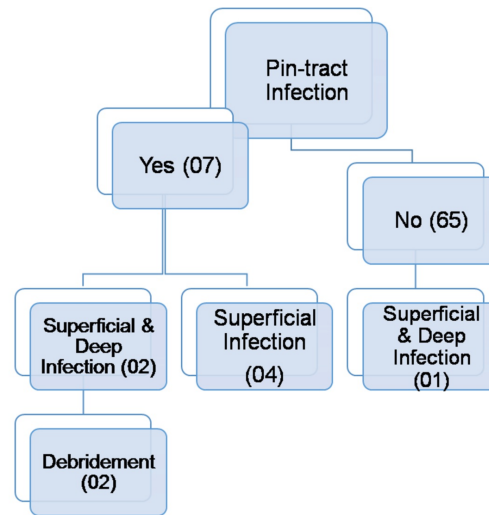 Pin-tract
Infection
Yes (07)
No (65)
Superficial &
Deep
Infection (02)
Superficial
Infection
(04)
Superficial
& Deep
Infection
(01)
Debridement
(02)